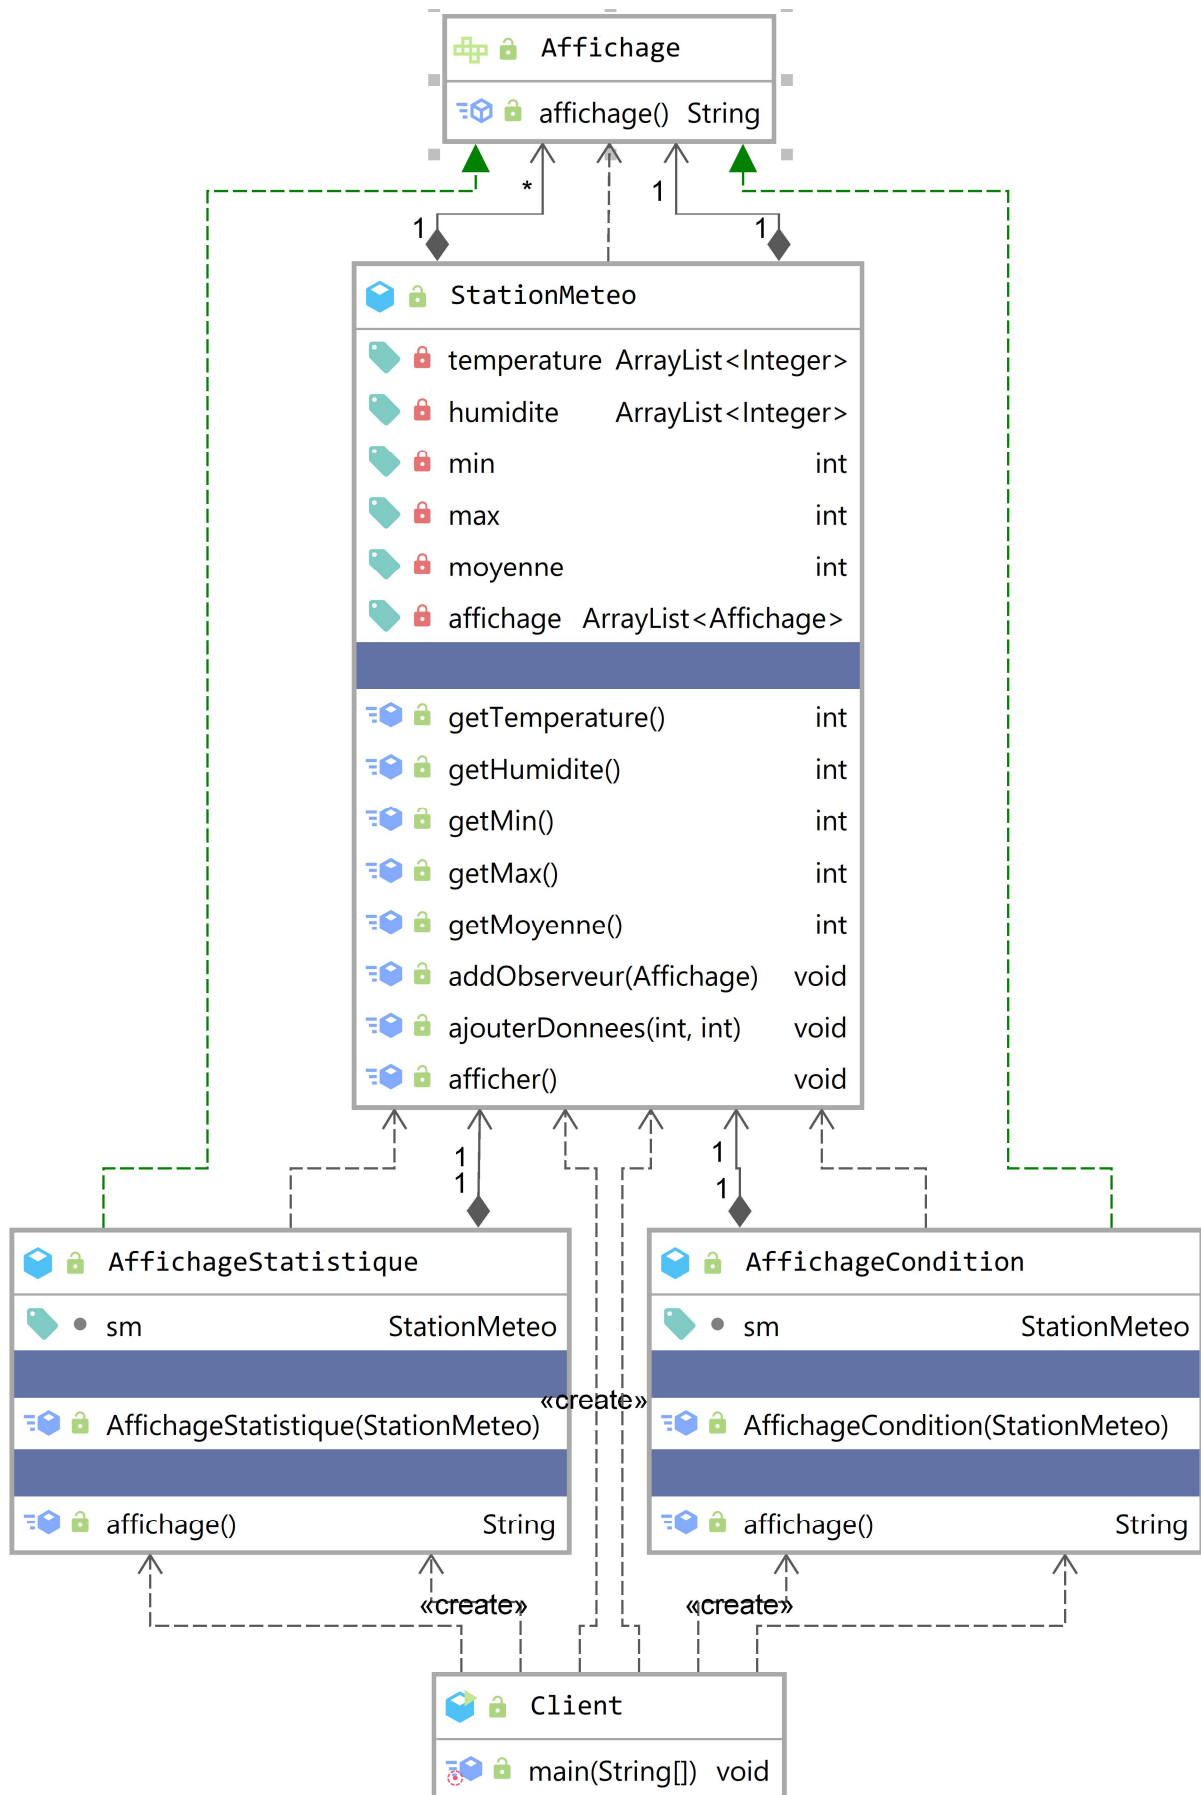 Affichage
affichage() String
* 1
1 1
StationMeteo
temperature ArrayList<Integer>
humidite ArrayList<Integer>
min int
max int
moyenne int
affichage ArrayList<Affichage>
getTemperature() int
getHumidite() int
getMin() int
getMax() int
getMoyenne() int
addObserveur(Affichage) void
ajouterDonnees(int, int) void
afficher() void
1 1
1 1
AffichageStatistique
sm StationMeteo
AffichageStatistique(StationMeteo)
affichage() String
«create»
AffichageCondition
sm StationMeteo
AffichageCondition(StationMeteo)
affichage() String
«create» «create»
Client
main(String[]) void